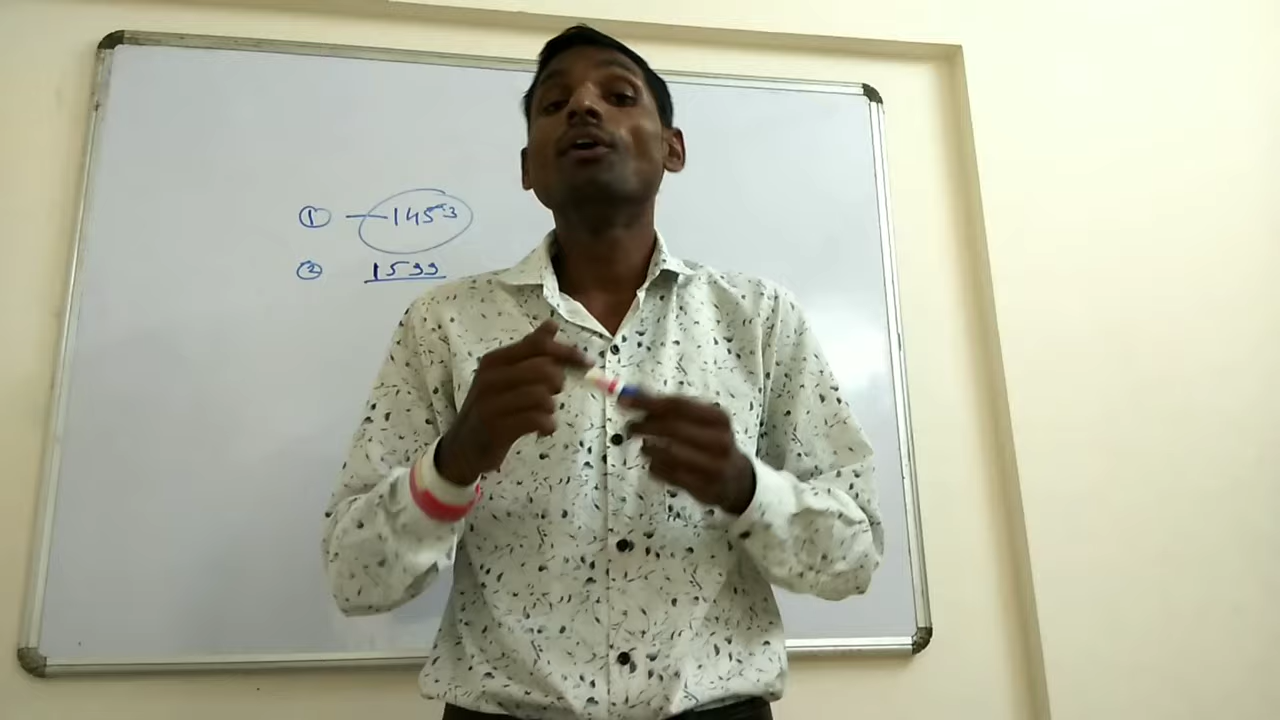 ① — 1453
② 1599